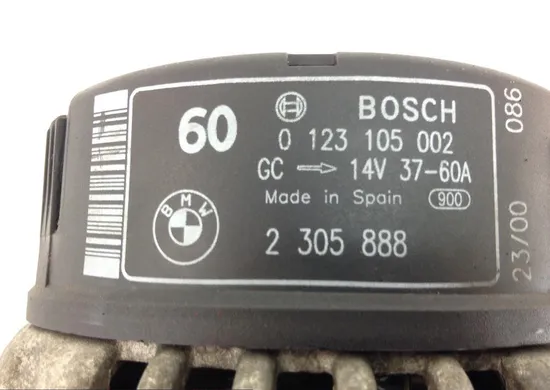 60
BOSCH
0 123 105 002
GC → 14V 37-60A
Made in Spain 900
BMW
2 305 888
086
23/00